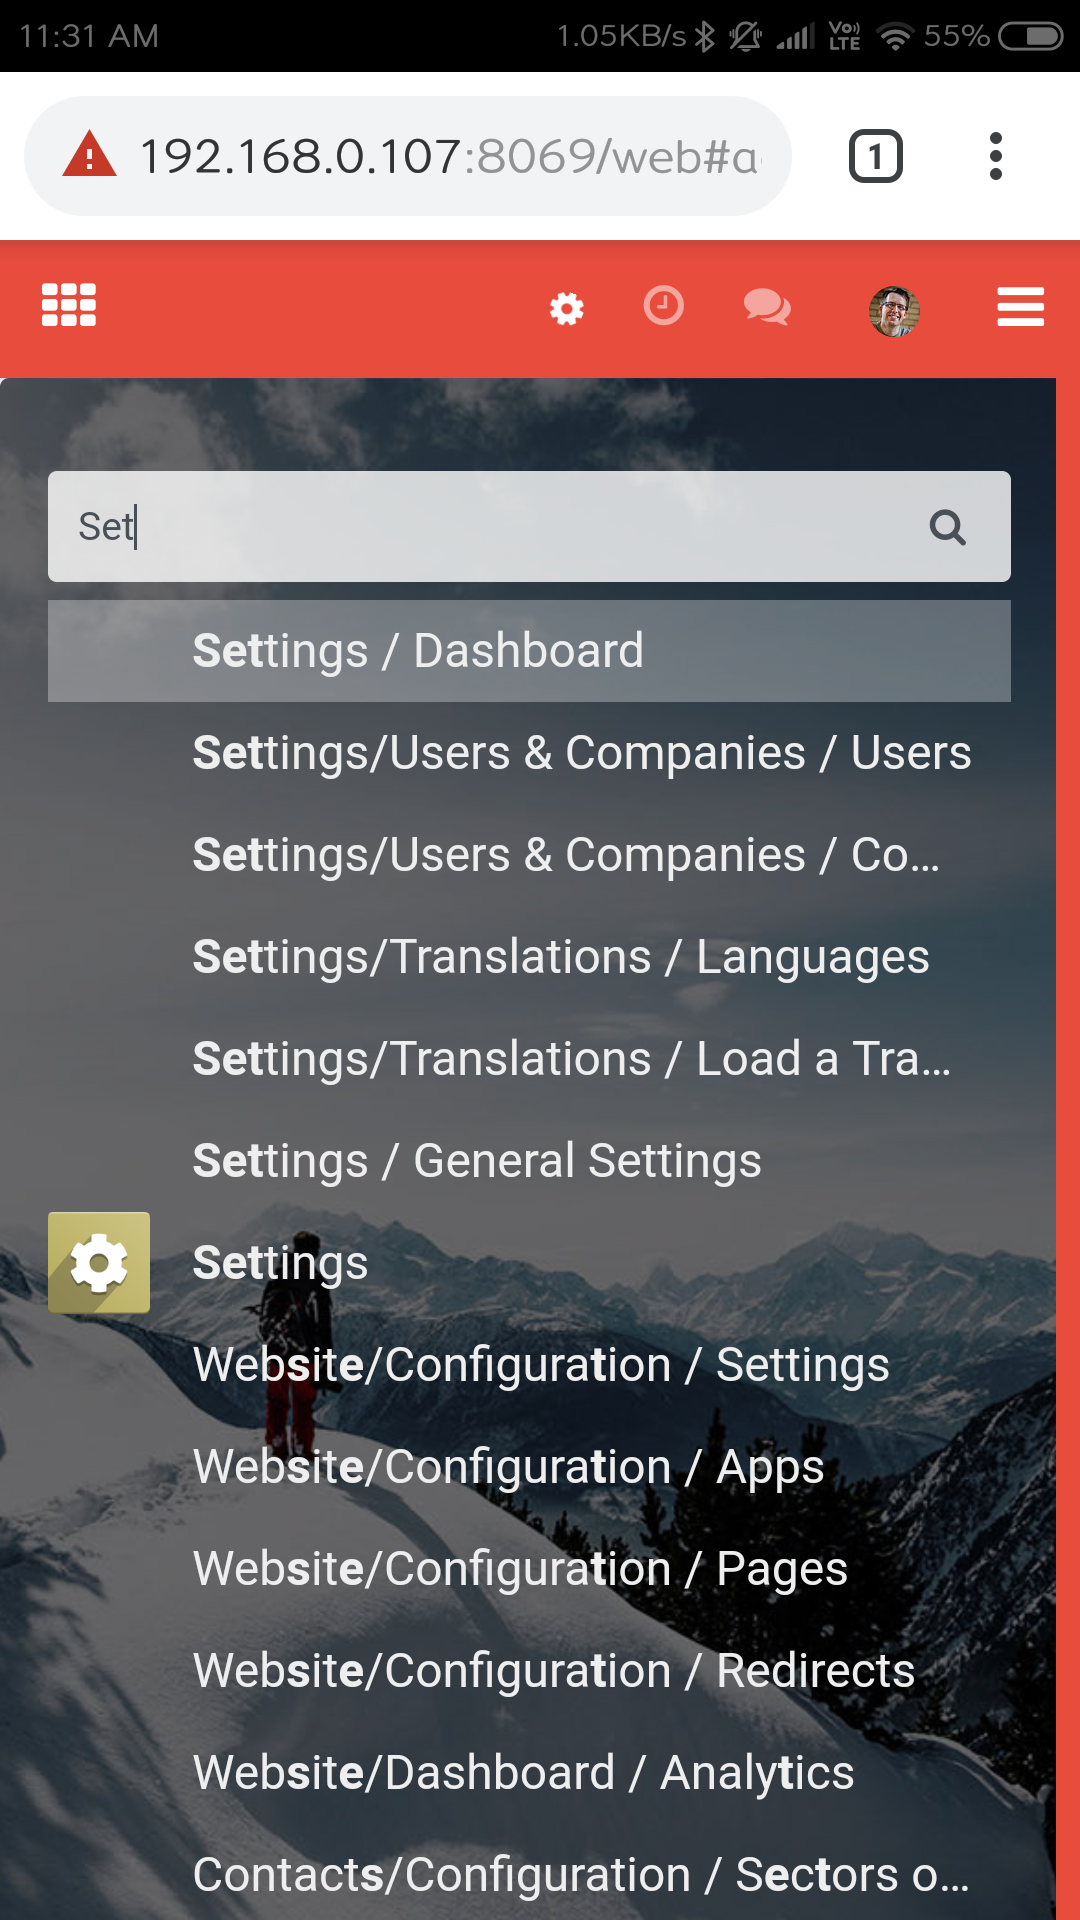 11:31 AM 1.05KB/s Vo)) LTE 55%
192.168.0.107:8069/web#a
1
Set
Settings / Dashboard
Settings/Users & Companies / Users
Settings/Users & Companies / Co...
Settings/Translations / Languages
Settings/Translations / Load a Tra...
Settings / General Settings
Settings
Website/Configuration / Settings
Website/Configuration / Apps
Website/Configuration / Pages
Website/Configuration / Redirects
Website/Dashboard / Analytics
Contacts/Configuration / Sectors o...